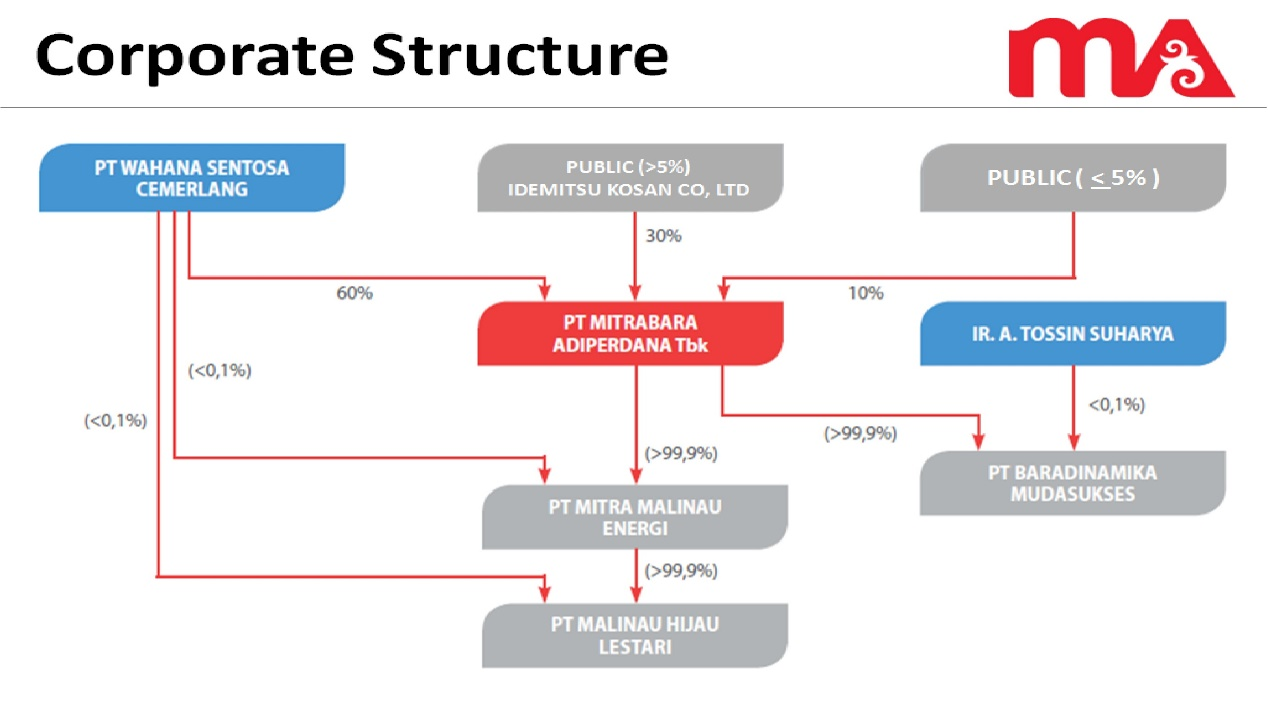 Corporate Structure
mA
PT WAHANA SENTOSA
CEMERLANG
PUBLIC (>5%)
IDEMITSU KOSAN CO, LTD
PUBLIC ( < 5% )
30%
60%
10%
PT MITRABARA
ADIPERDANA Tbk
IR. A. TOSSIN SUHARYA
(<0,1%)
(<0,1%)
<0,1%)
(>99,9%)
(>99,9%)
PT BARADINAMIKA
MUDASUKSES
PT MITRA MALINAU
ENERGI
(>99,9%)
PT MALINAU HIJAU
LESTARI